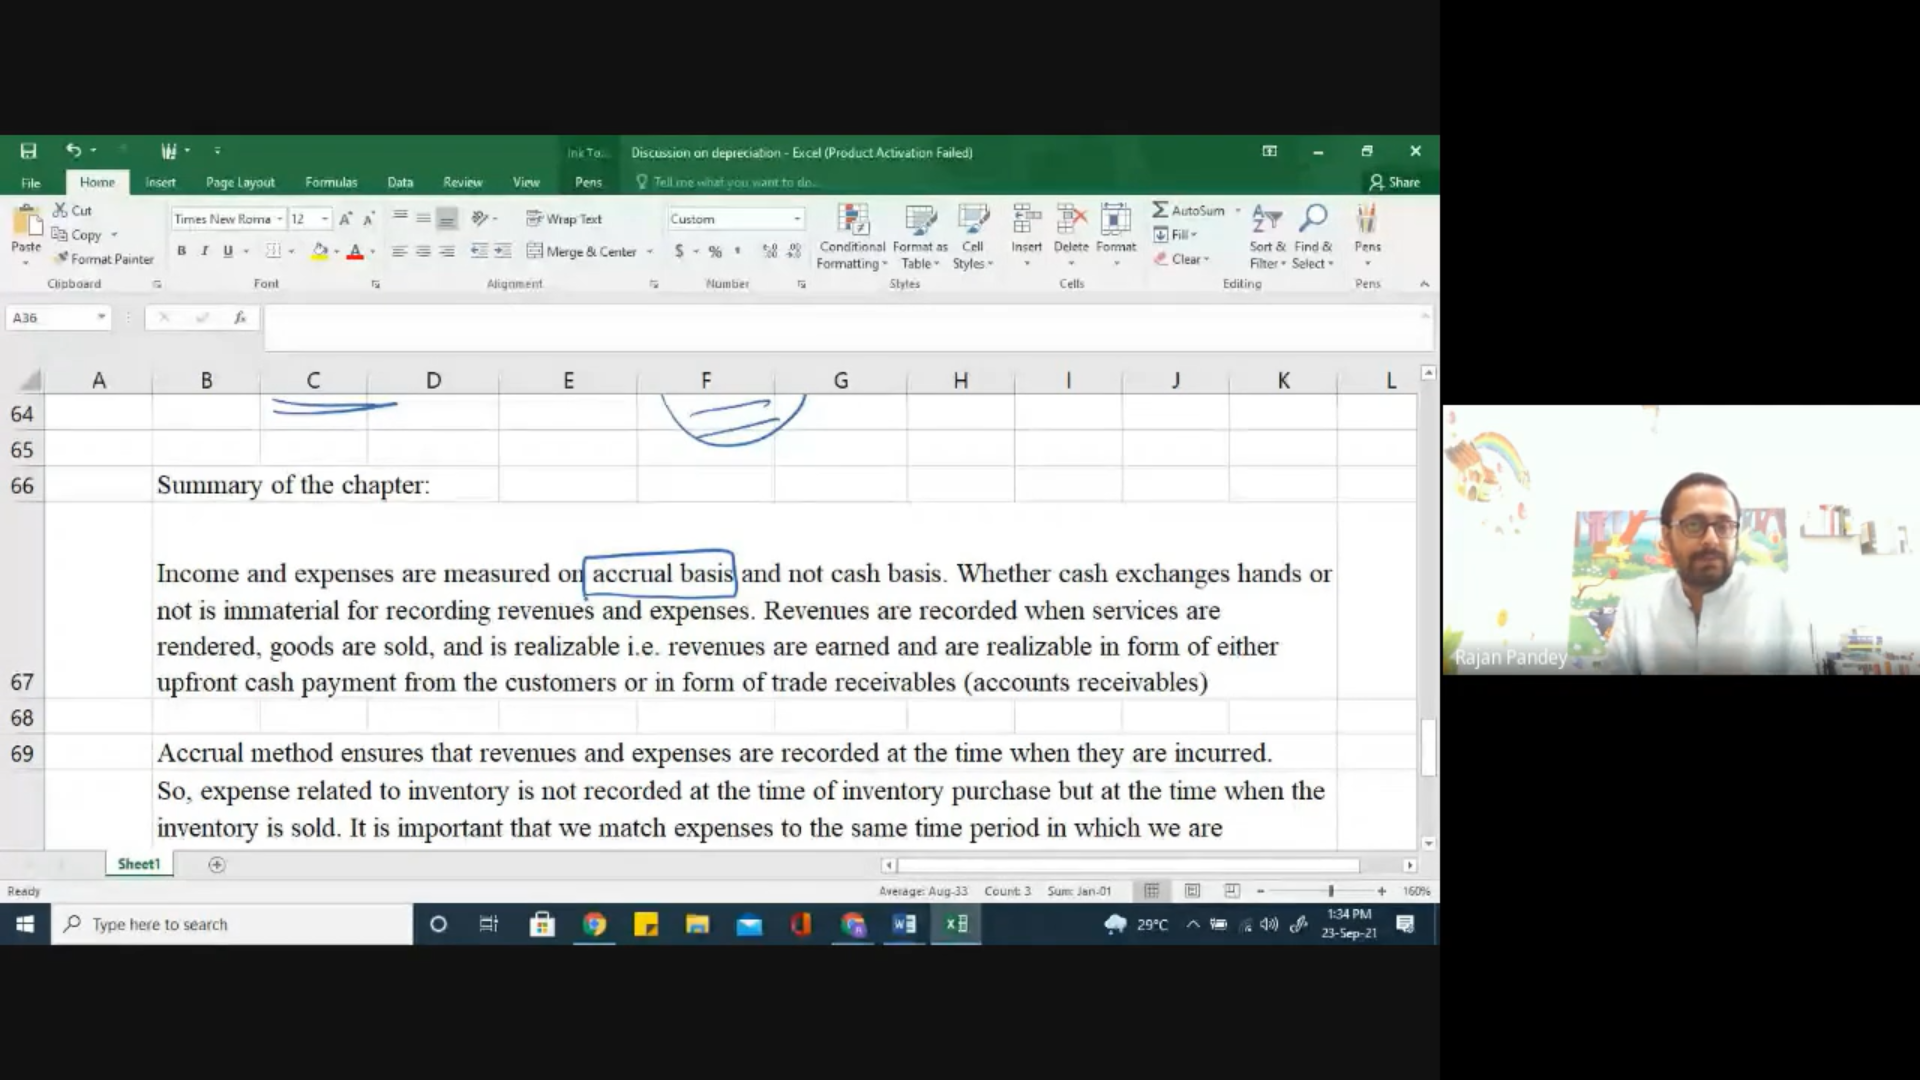 Ink To...
Discussion on depreciation - Excel (Product Activation Failed)
File
Home
Insert
Page Layout
Formulas
Data
Review
View
Pens
Tell me what you want to do...
Share
Cut
Copy
Format Painter
Paste
Times New Roma
12
B I U
Wrap Text
Merge & Center
Custom
$ %
Conditional
Formatting
Format as
Table
Cell
Styles
Insert
Delete
Format
AutoSum
Fill
Clear
Sort &
Filter
Find &
Select
Pens
Clipboard
Font
Alignment
Number
Styles
Cells
Editing
Pens
A36
fx
A B C D E F G H I J K L
64
65
66 Summary of the chapter:
Income and expenses are measured on accrual basis and not cash basis. Whether cash exchanges hands or
not is immaterial for recording revenues and expenses. Revenues are recorded when services are
rendered, goods are sold, and is realizable i.e. revenues are earned and are realizable in form of either
67 upfront cash payment from the customers or in form of trade receivables (accounts receivables)
68
69 Accrual method ensures that revenues and expenses are recorded at the time when they are incurred.
So, expense related to inventory is not recorded at the time of inventory purchase but at the time when the
inventory is sold. It is important that we match expenses to the same time period in which we are
Sheet1
Ready
Average: Aug-33 Count: 3 Sum: Jan-01
160%
Type here to search
29°C
1:34 PM
23-Sep-21
Rajan Pandey